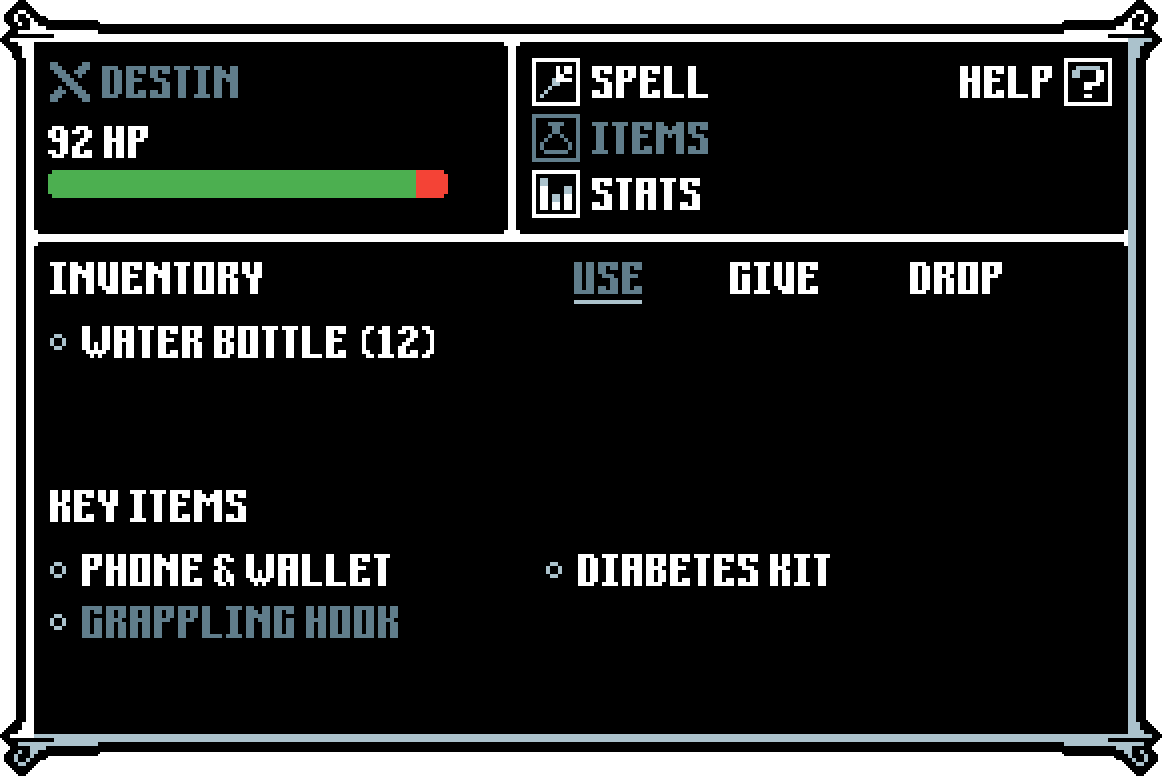 DESTIN
92 HP
SPELL
HELP ?
ITEMS
STATS
INVENTORY USE GIVE DROP
WATER BOTTLE (12)
KEY ITEMS
PHONE & WALLET DIABETES KIT
GRAPPLING HOOK